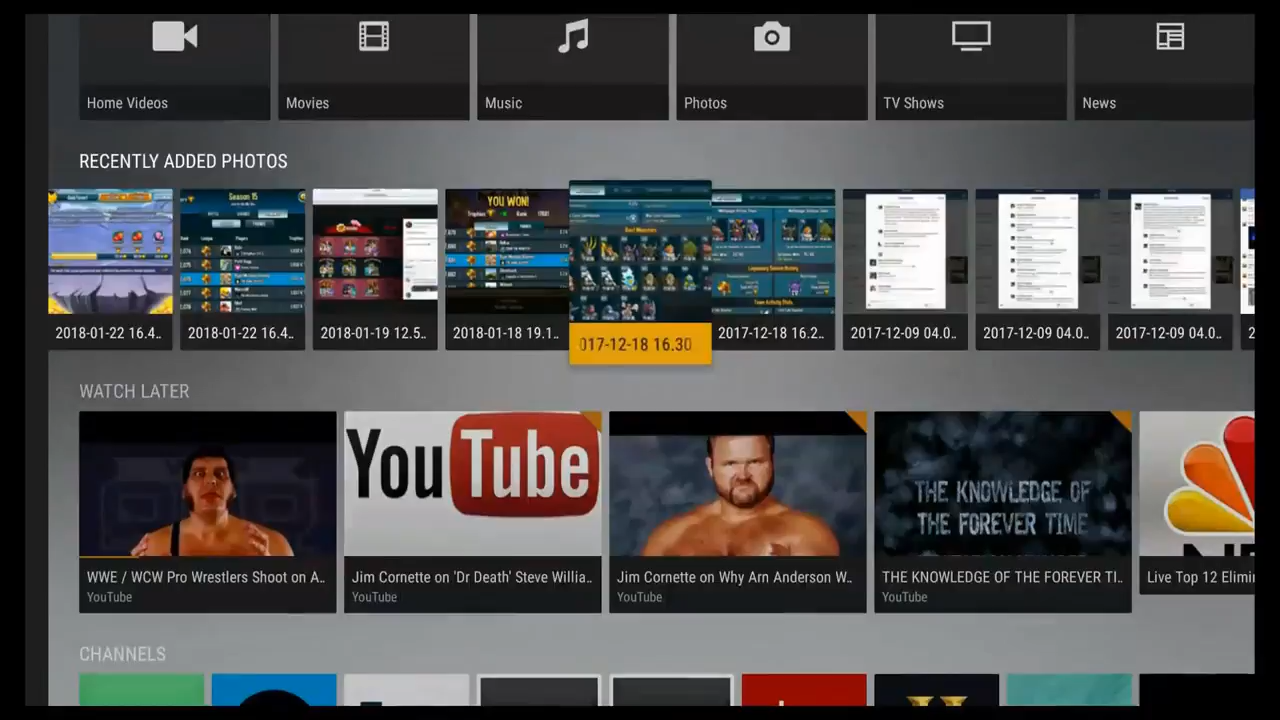 Home Videos
Movies
Music
Photos
TV Shows
News
RECENTLY ADDED PHOTOS
Season 15
YOU WON!
2018-01-22 16.4..
2018-01-22 16.4..
2018-01-19 12.5..
2018-01-18 19.1..
017-12-18 16.30
2017-12-18 16.2..
2017-12-09 04.0..
2017-12-09 04.0..
2017-12-09 04.0..
2
WATCH LATER
YouTube
THE KNOWLEDGE OF
THE FOREVER TIME
WWE / WCW Pro Wrestlers Shoot on A..
YouTube
Jim Cornette on 'Dr Death' Steve Willia..
YouTube
Jim Cornette on Why Arn Anderson W..
YouTube
THE KNOWLEDGE OF THE FOREVER TI..
YouTube
Live Top 12 Elimi
CHANNELS